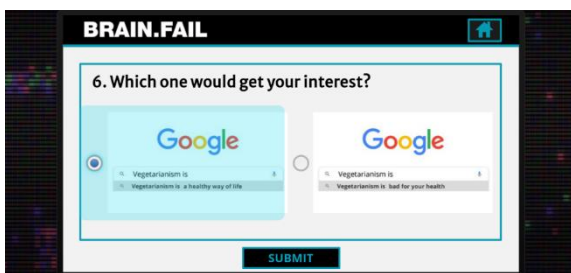 BRAIN.FAIL
6. Which one would get your interest?
Google
Vegetarianism is
Vegetarianism is a healthy way of life
Google
Vegetarianism is
Vegetarianism is bad for your health
SUBMIT